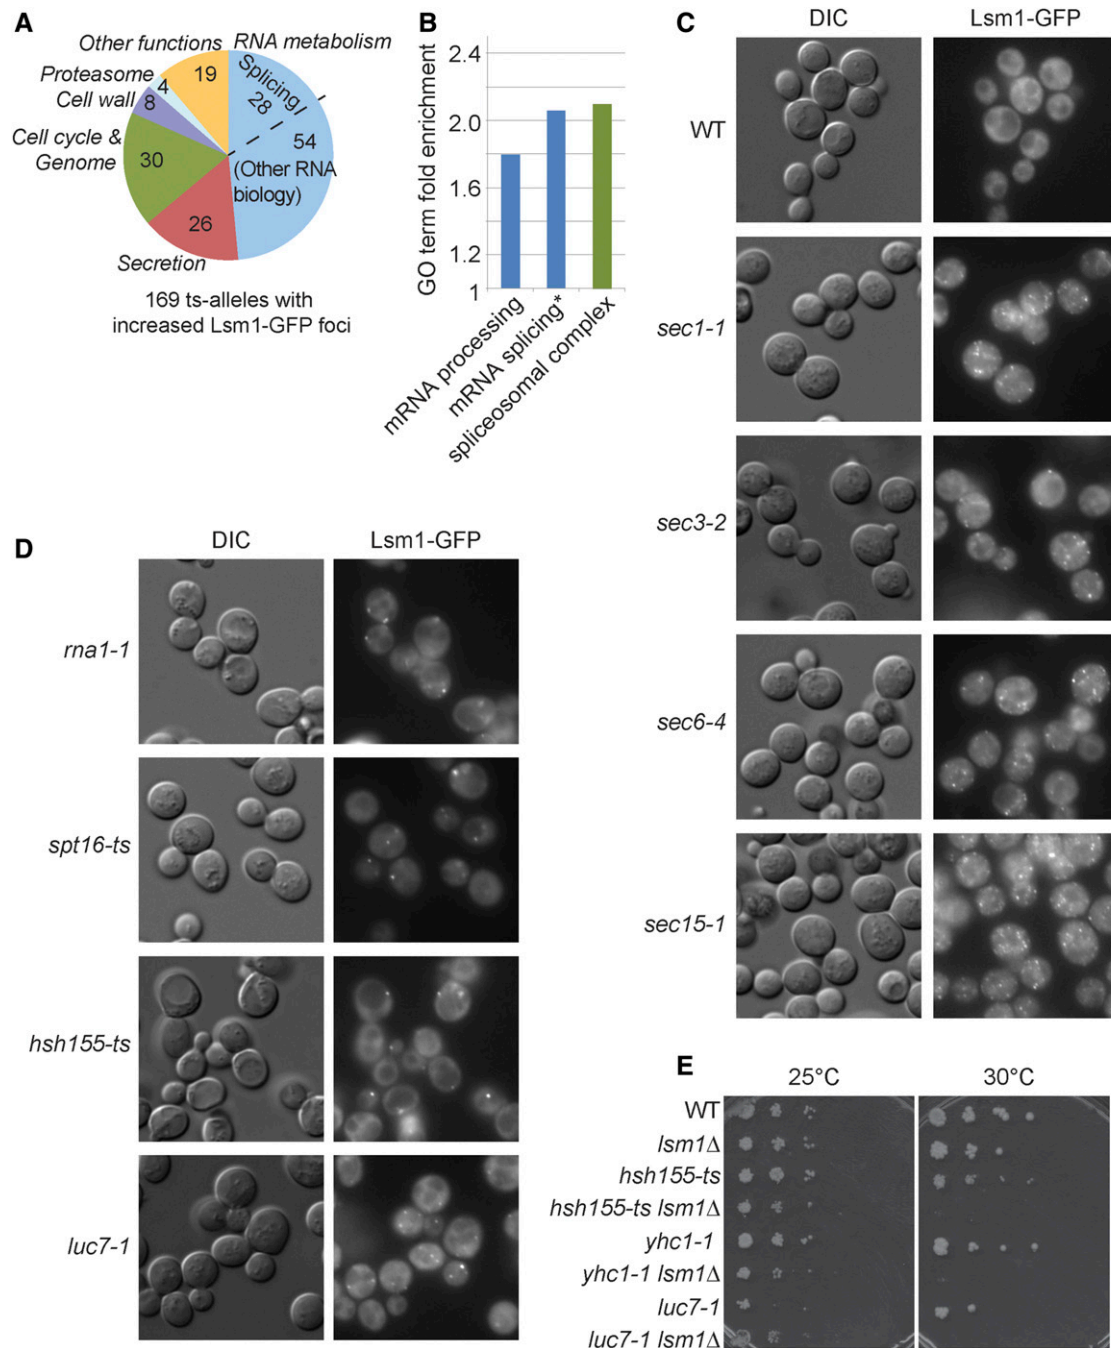 A
Other functions
RNA metabolism
Proteasome
Cell wall
Cell cycle &
Genome
Secretion
19
4
8
30
26
Splicing
28
54
(Other RNA
biology)
169 ts-alleles with
increased Lsm1-GFP foci
B
GO term fold enrichment
2.4
2.0
1.6
1.2
1
mRNA processing
mRNA splicing*
spliceosomal complex
C
DIC
Lsm1-GFP
WT
sec1-1
sec3-2
sec6-4
sec15-1
D
DIC
Lsm1-GFP
rna1-1
spt16-ts
hsh155-ts
luc7-1
E
25°C
30°C
WT
lsm1Δ
hsh155-ts
hsh155-ts lsm1Δ
yhc1-1
yhc1-1 lsm1Δ
luc7-1
luc7-1 lsm1Δ